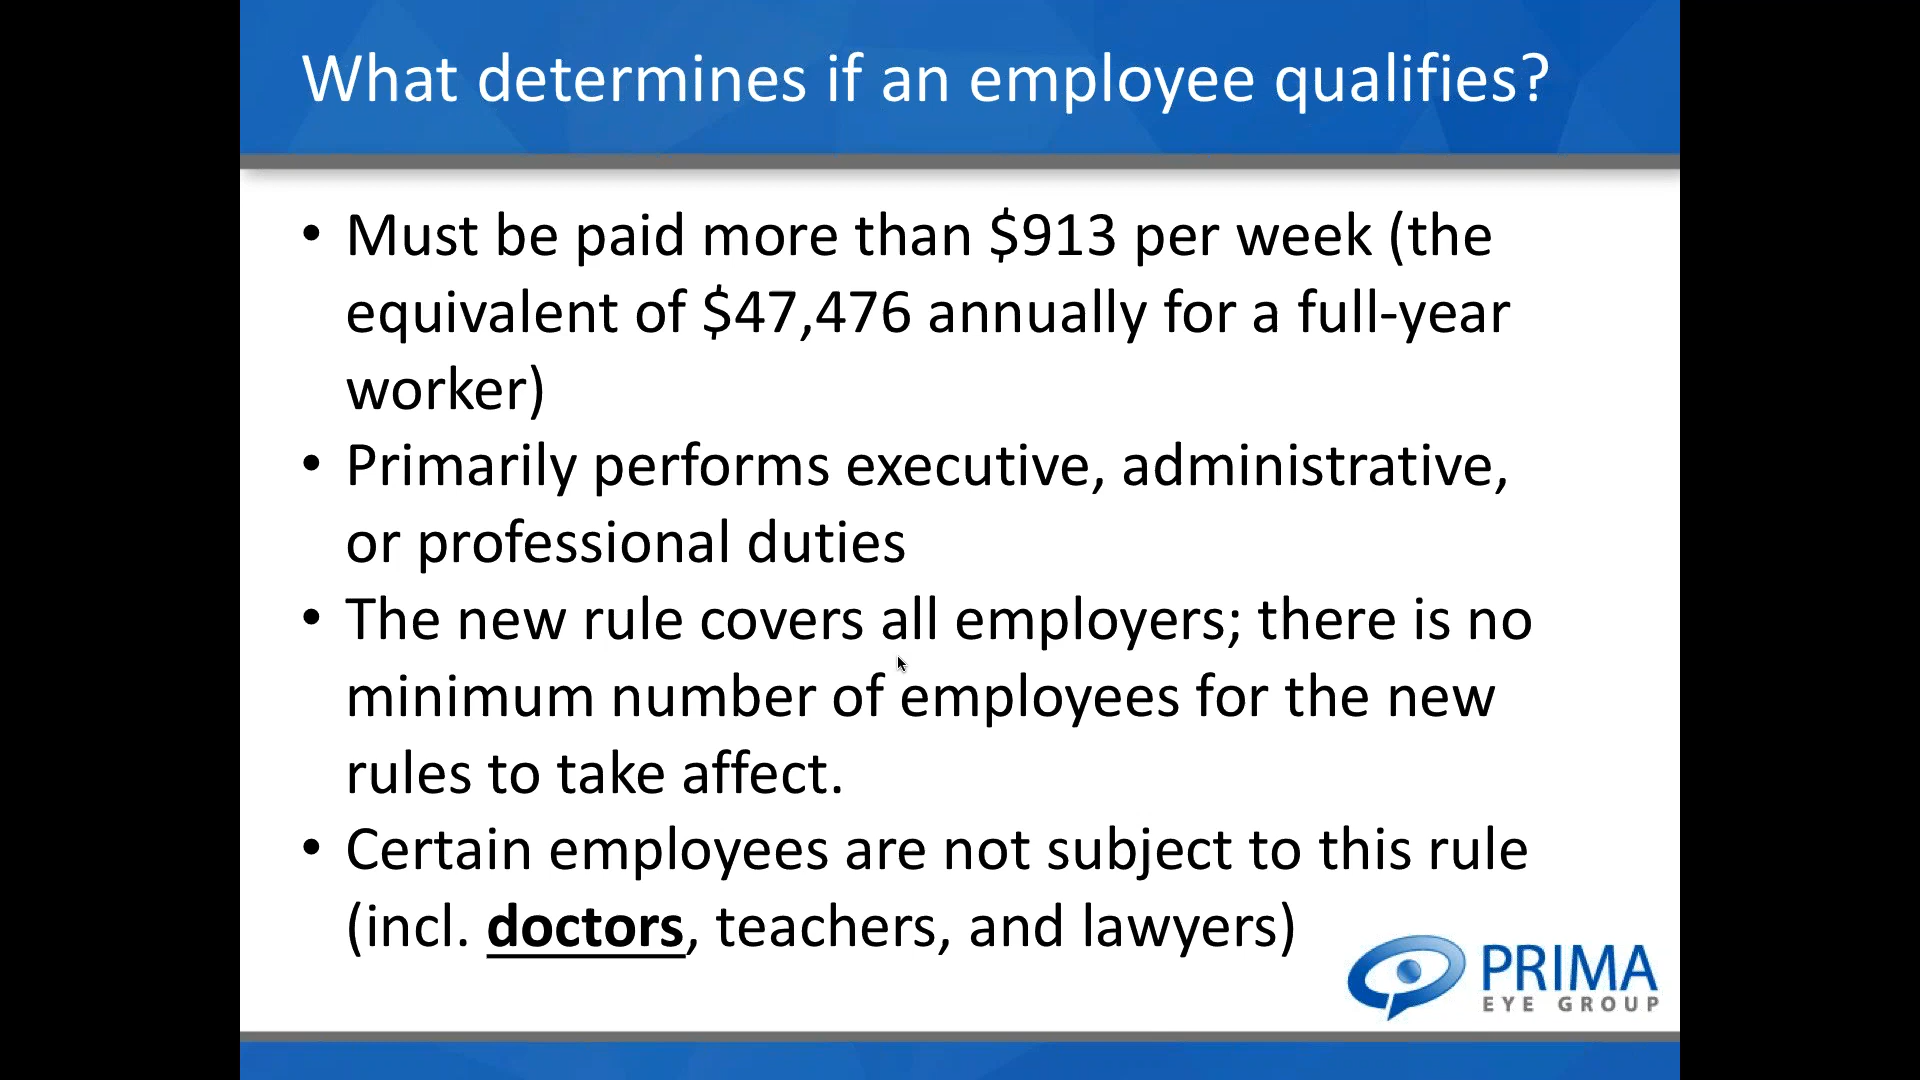 What determines if an employee qualifies?
• Must be paid more than $913 per week (the
equivalent of $47,476 annually for a full-year
worker)
• Primarily performs executive, administrative,
or professional duties
• The new rule covers all employers; there is no
minimum number of employees for the new
rules to take affect.
• Certain employees are not subject to this rule
(incl. doctors, teachers, and lawyers)
PRIMA
EYE GROUP